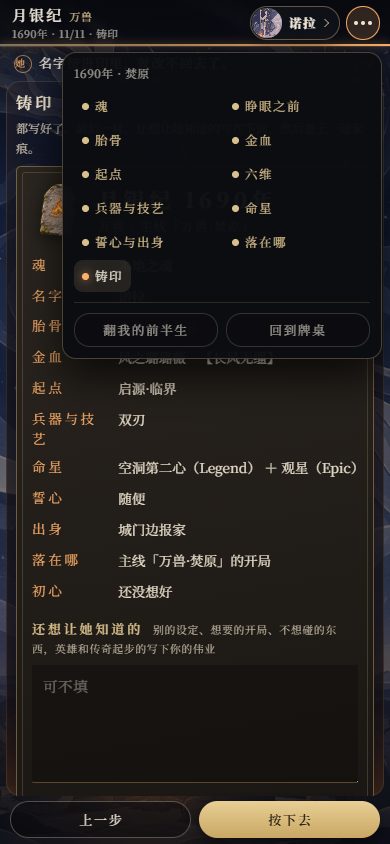 月银纪 万兽
1690年 · 11/11 · 铸印
诺拉
她 名字
1690年 · 焚原
魂
睁眼之前
胎骨
金血
起点
六维
兵器与技艺
命星
誓心与出身
落在哪
铸印
翻我的前半生
回到牌桌
铸印
都写好了
痕。
魂
名字
胎骨
金血
起点 启源·临界
兵器与技艺 双刃
命星 空洞第二心（Legend） ＋ 观星（Epic）
誓心 随便
出身 城门边报家
落在哪 主线「万兽·焚原」的开局
初心 还没想好
还想让她知道的 别的设定、想要的开局、不想碰的东
西，英雄和传奇起步的写下你的伟业
可不填
上一步
按下去